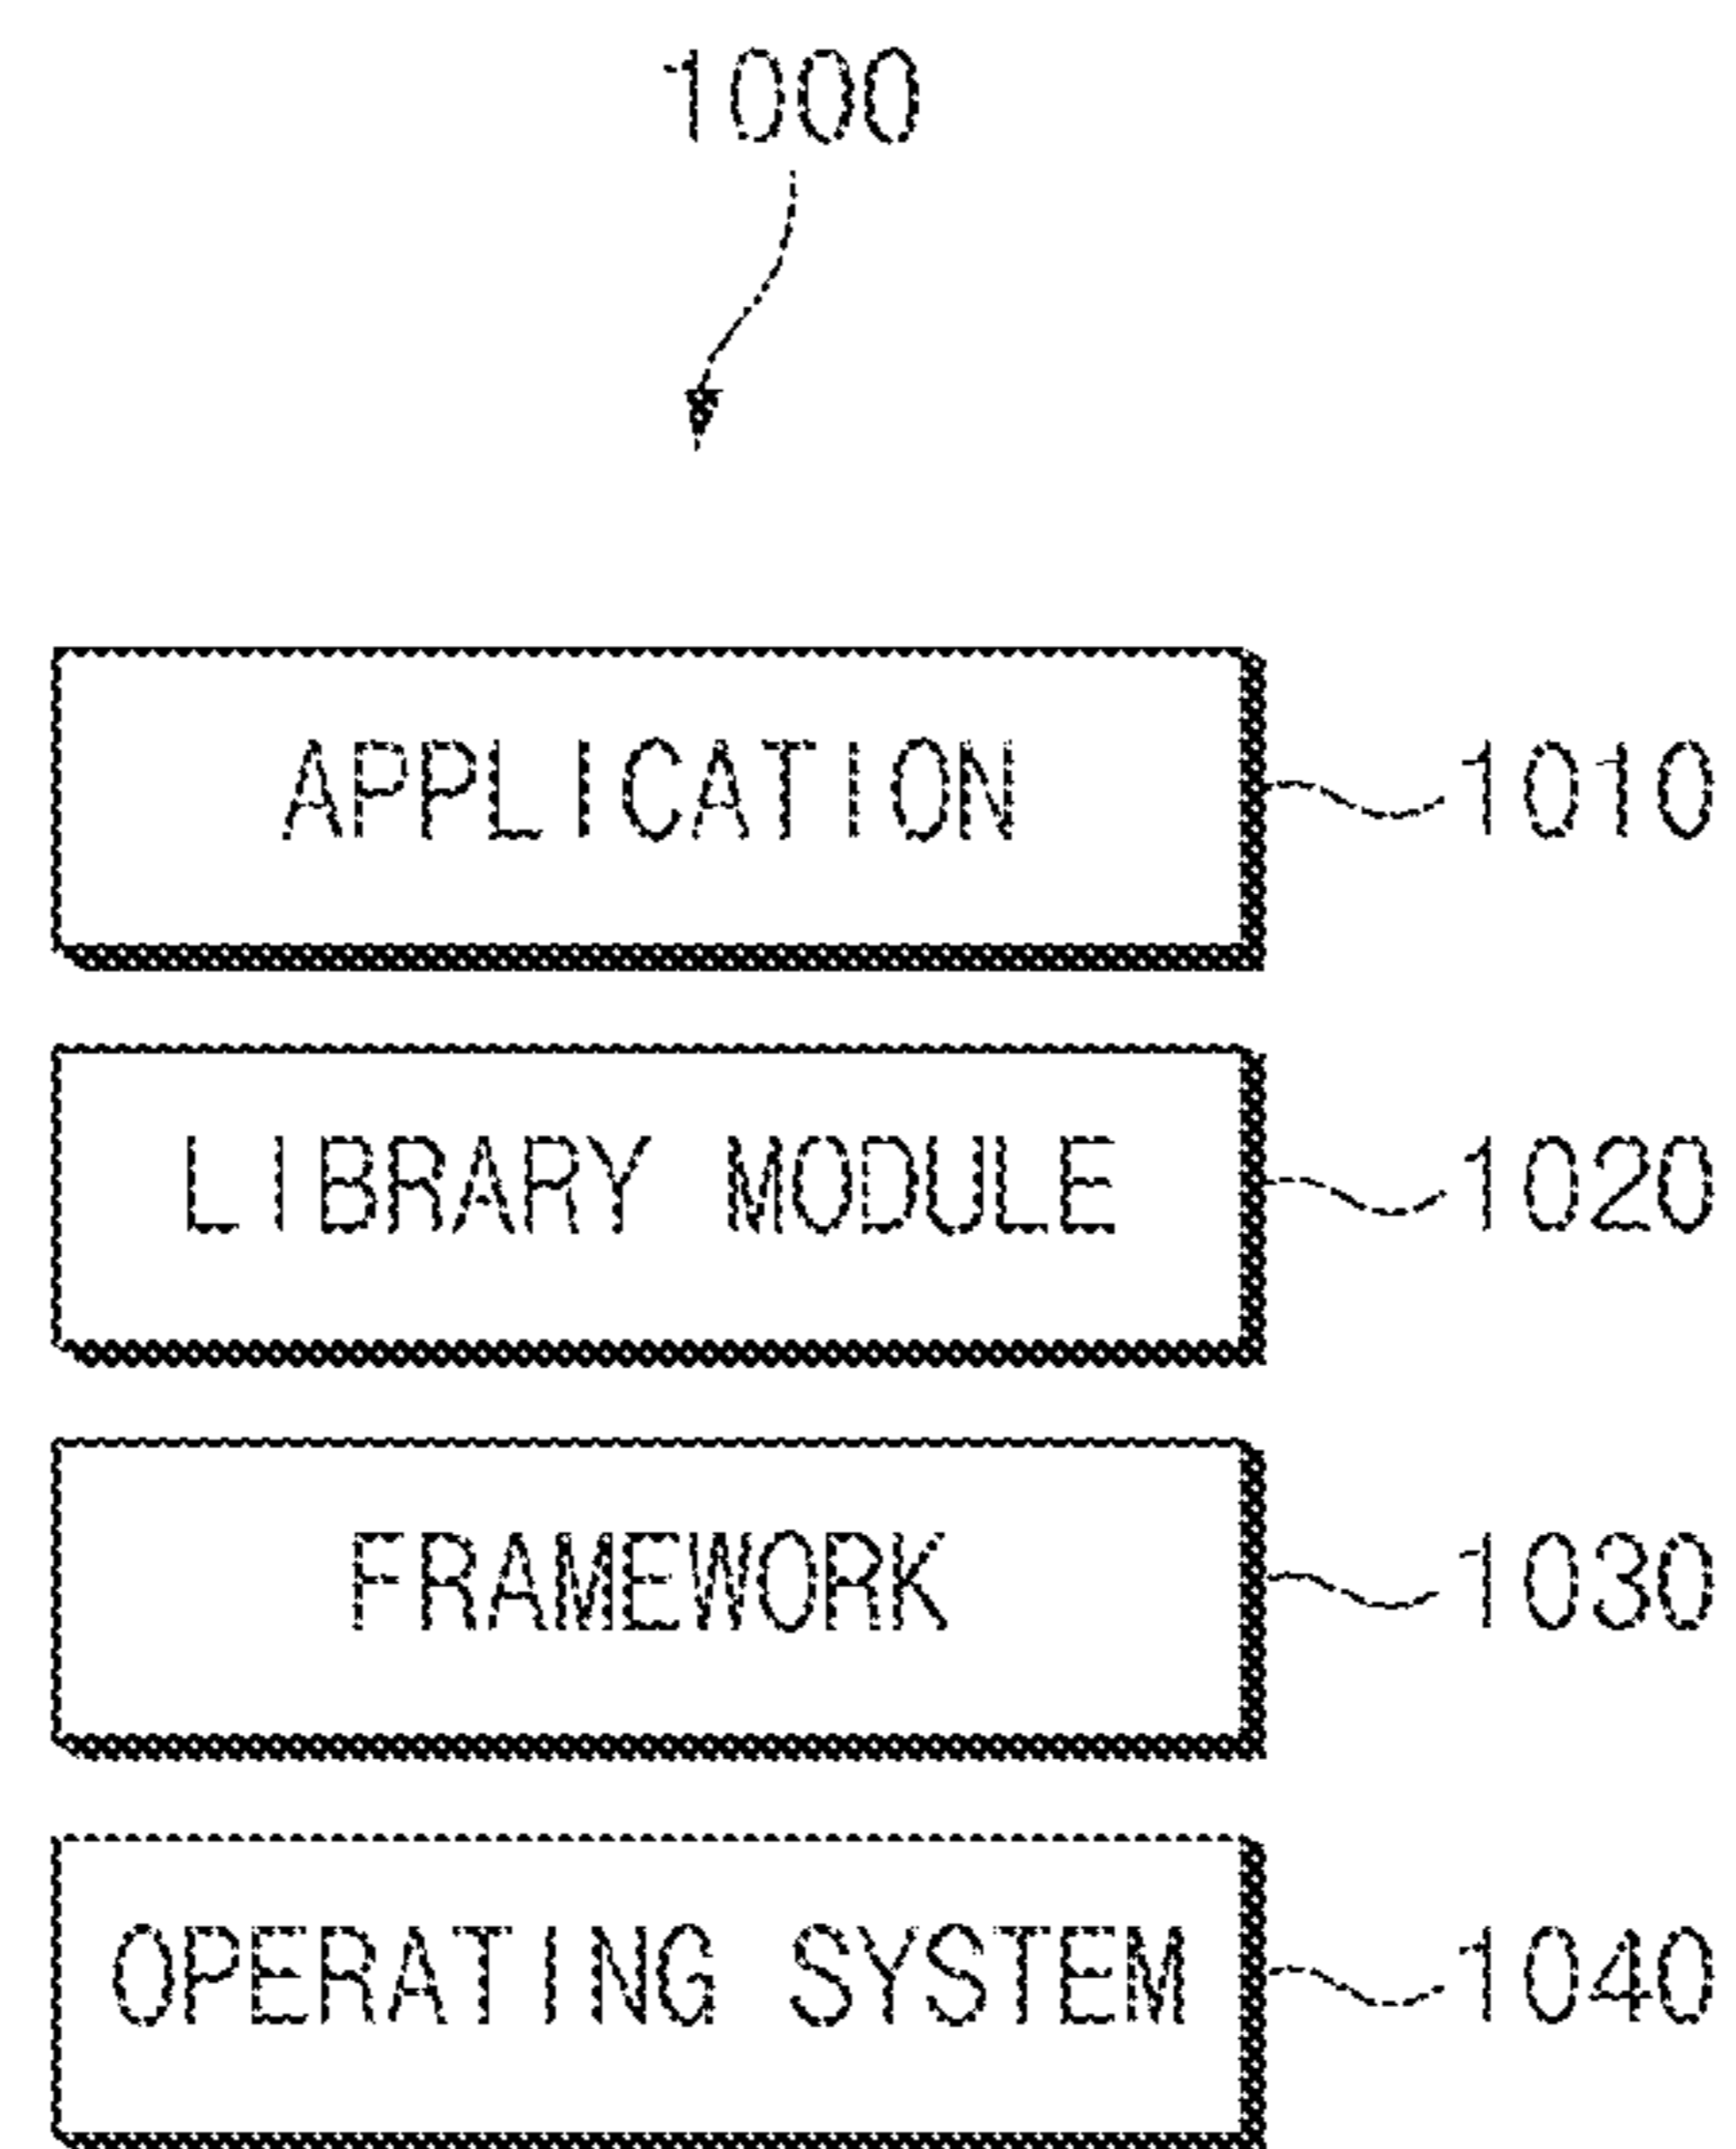 1000
APPLICATION 1010
LIBRARY MODULE 1020
FRAMEWORK 1030
OPERATING SYSTEM 1040